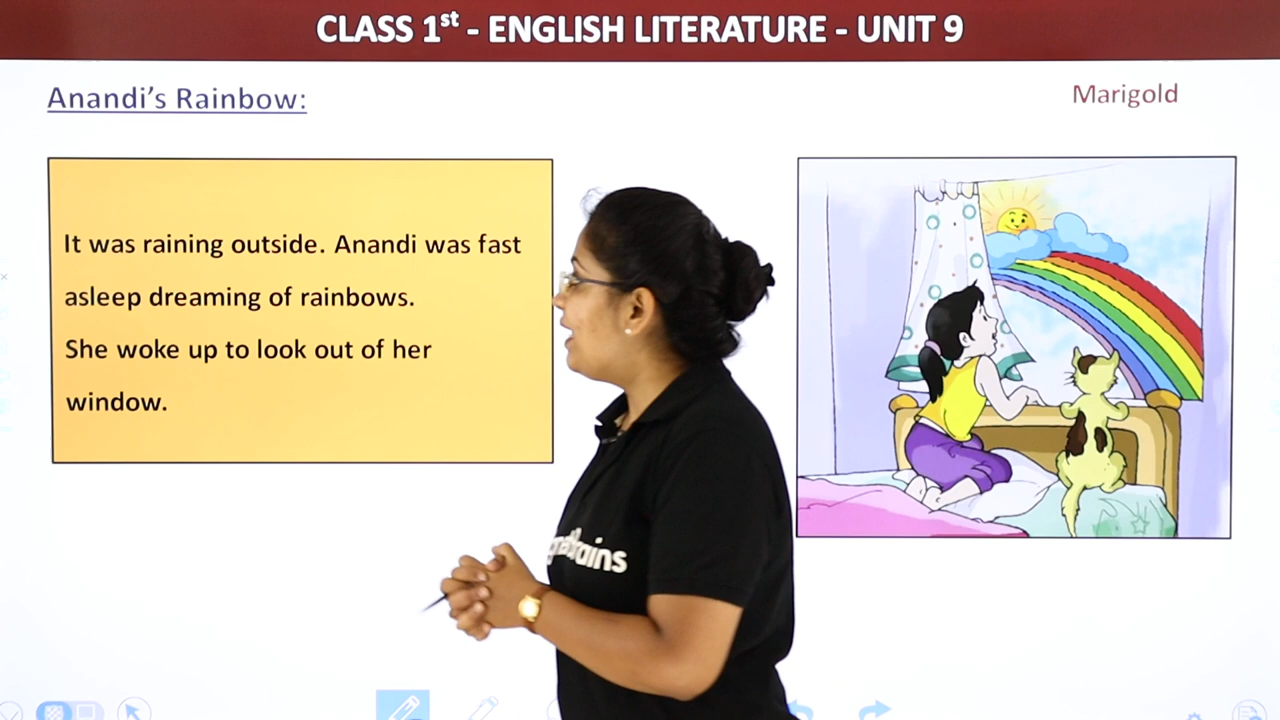 CLASS 1st - ENGLISH LITERATURE - UNIT 9
Anandi's Rainbow:
Marigold
It was raining outside. Anandi was fast
asleep dreaming of rainbows.
She woke up to look out of her
window.